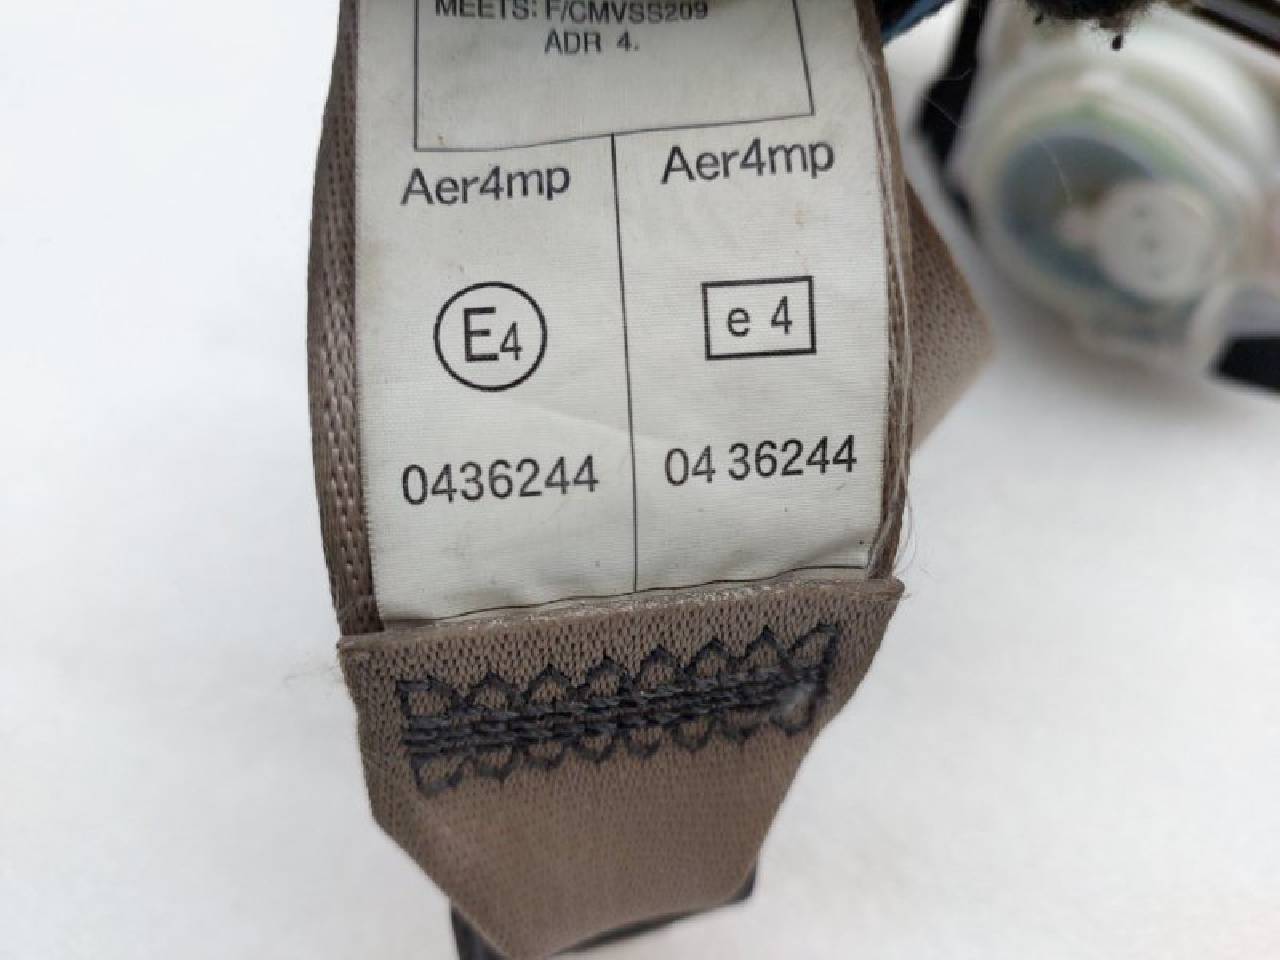 MEETS: F/CMVSS209
ADR 4.
Aer4mp Aer4mp
E4 e 4
0436244 04 36244